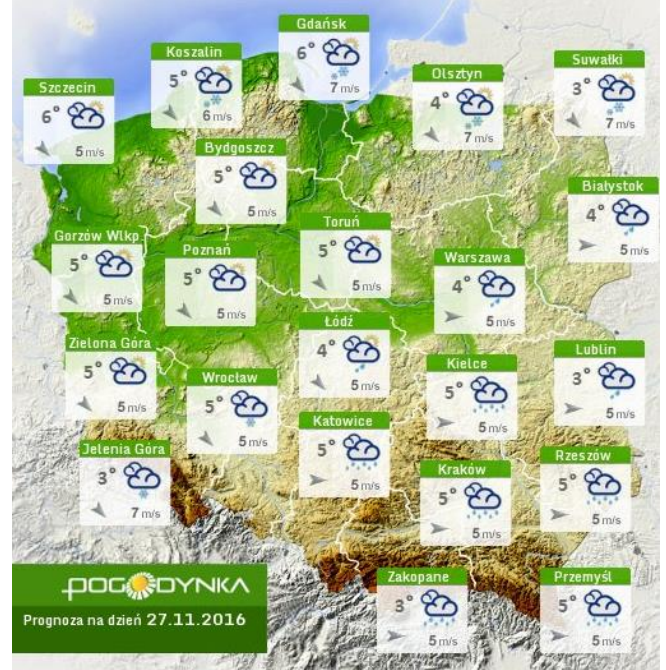 Gdańsk
6°
7 m/s
Koszalin
5°
6 m/s
Suwałki
3°
7 m/s
Olsztyn
4°
7 m/s
Szczecin
6°
5 m/s
Bydgoszcz
5°
5 m/s
Białystok
4°
5 m/s
Toruń
5°
5 m/s
Gorzów Wlkp.
5°
5 m/s
Poznań
5°
5 m/s
Warszawa
4°
5 m/s
Łódź
4°
5 m/s
Zielona Góra
5°
5 m/s
Lublin
3°
5 m/s
Kielce
5°
5 m/s
Wrocław
5°
5 m/s
Katowice
5°
5 m/s
Jelenia Góra
3°
7 m/s
Rzeszów
5°
5 m/s
Kraków
5°
5 m/s
Zakopane
3°
5 m/s
Przemyśl
5°
5 m/s
POGODYNKA
Prognoza na dzień 27.11.2016